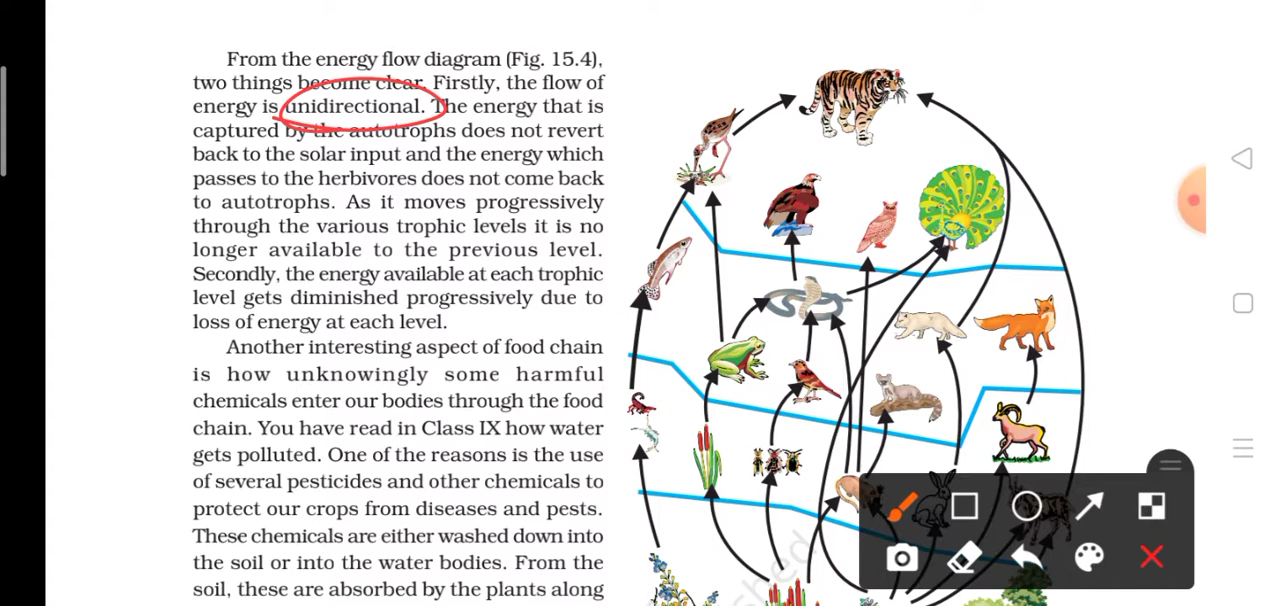 From the energy flow diagram (Fig. 15.4),
two things become clear. Firstly, the flow of
energy is unidirectional. The energy that is
captured by the autotrophs does not revert
back to the solar input and the energy which
passes to the herbivores does not come back
to autotrophs. As it moves progressively
through the various trophic levels it is no
longer available to the previous level.
Secondly, the energy available at each trophic
level gets diminished progressively due to
loss of energy at each level.
Another interesting aspect of food chain
is how unknowingly some harmful
chemicals enter our bodies through the food
chain. You have read in Class IX how water
gets polluted. One of the reasons is the use
of several pesticides and other chemicals to
protect our crops from diseases and pests.
These chemicals are either washed down into
the soil or into the water bodies. From the
soil, these are absorbed by the plants along